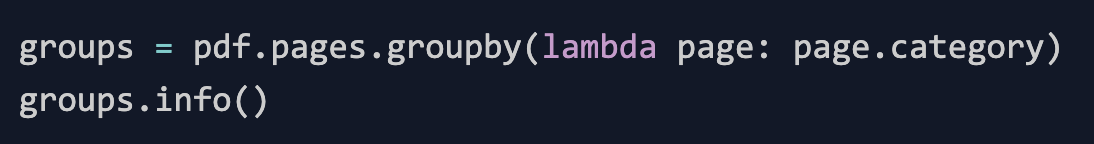 groups = pdf.pages.groupby(lambda page: page.category)
groups.info()